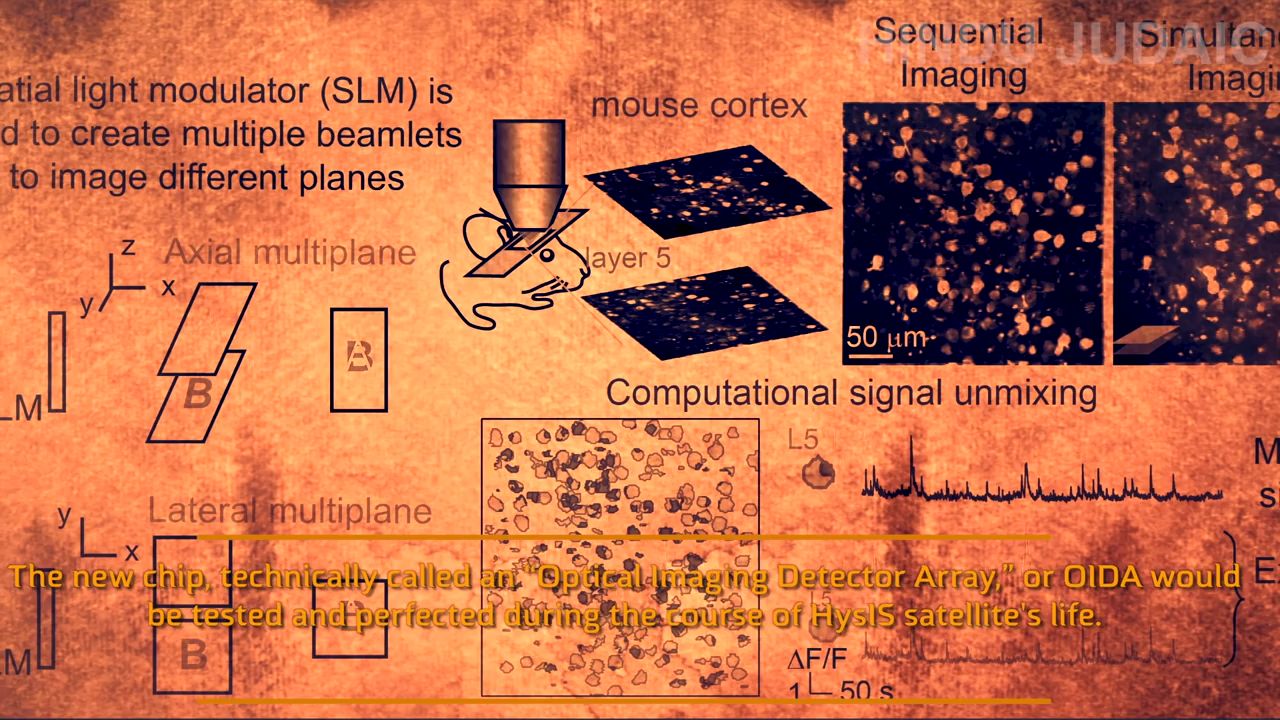 Sequential
Imaging
Simultan
Imagi
JUDAIS
atial light modulator (SLM) is
d to create multiple beamlets
to image different planes
mouse cortex
z
y
x
Axial multiplane
layer 5
B
B
A
LM
50 μm
Computational signal unmixing
L5
M
s
y
x
Lateral multiplane
The new chip, technically called an "Optical Imaging Detector Array," or OIDA would
be tested and perfected during the course of HysIS satellite's life.
E
B
M
ΔF/F
1
50 s